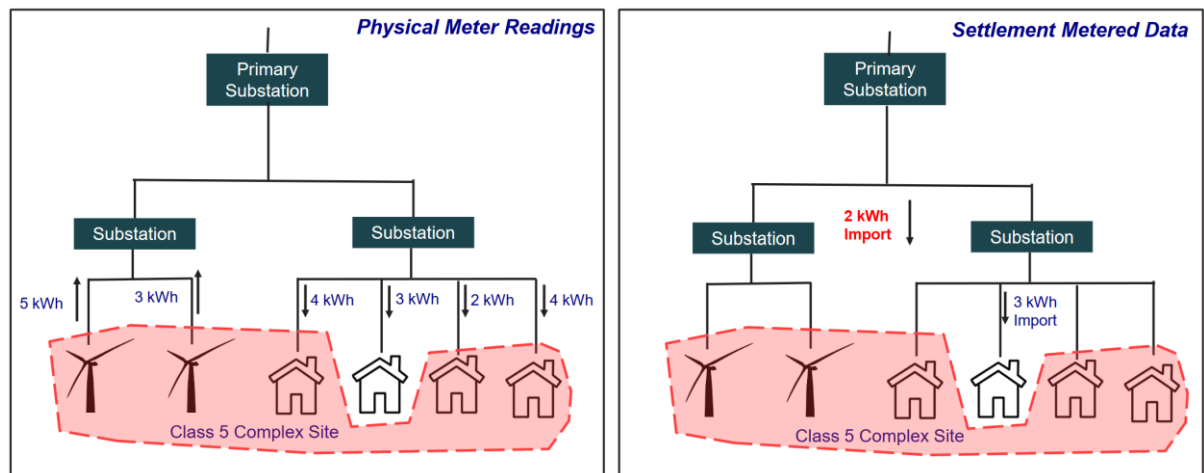 Physical Meter Readings
Primary
Substation
Substation
Substation
5 kWh
3 kWh
4 kWh
3 kWh
2 kWh
4 kWh
Class 5 Complex Site
Settlement Metered Data
Primary
Substation
2 kWh
Import
Substation
Substation
3 kWh
Import
Class 5 Complex Site